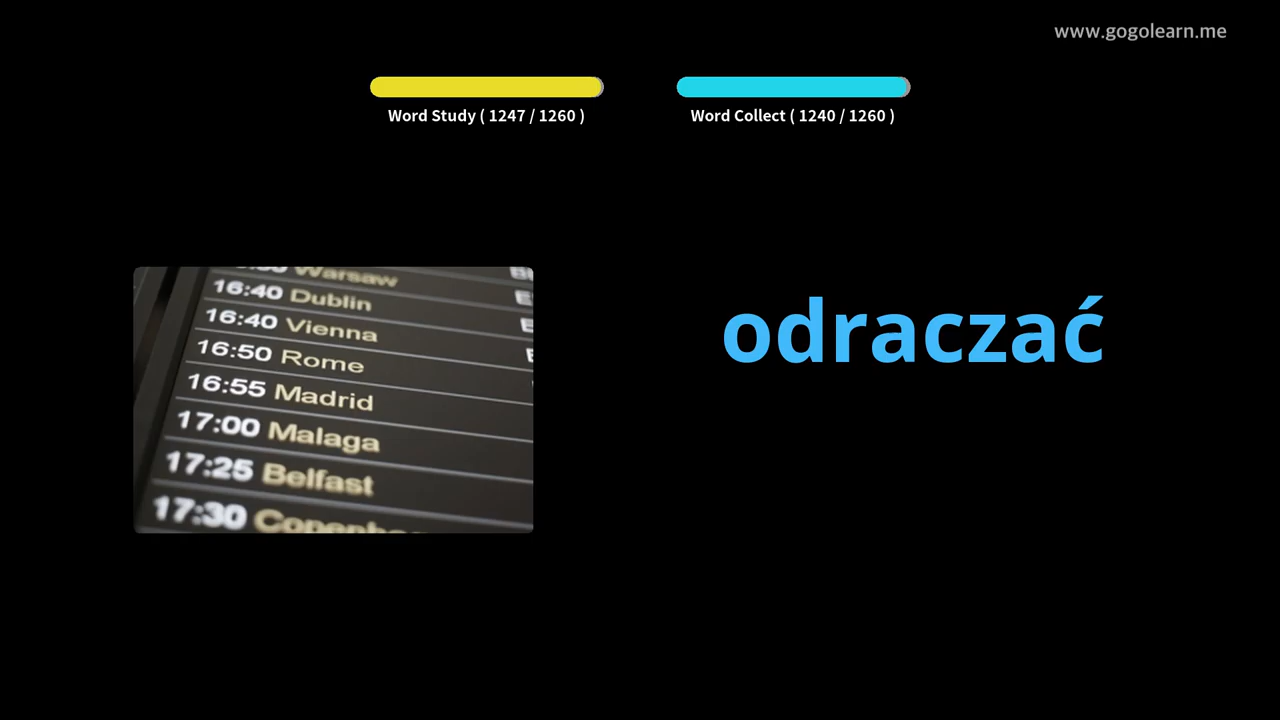 www.gogolearn.me
Word Study ( 1247 / 1260 )
Word Collect ( 1240 / 1260 )
Warsaw
16:40 Dublin
16:40 Vienna
16:50 Rome
16:55 Madrid
17:00 Malaga
17:25 Belfast
17:30
odraczać